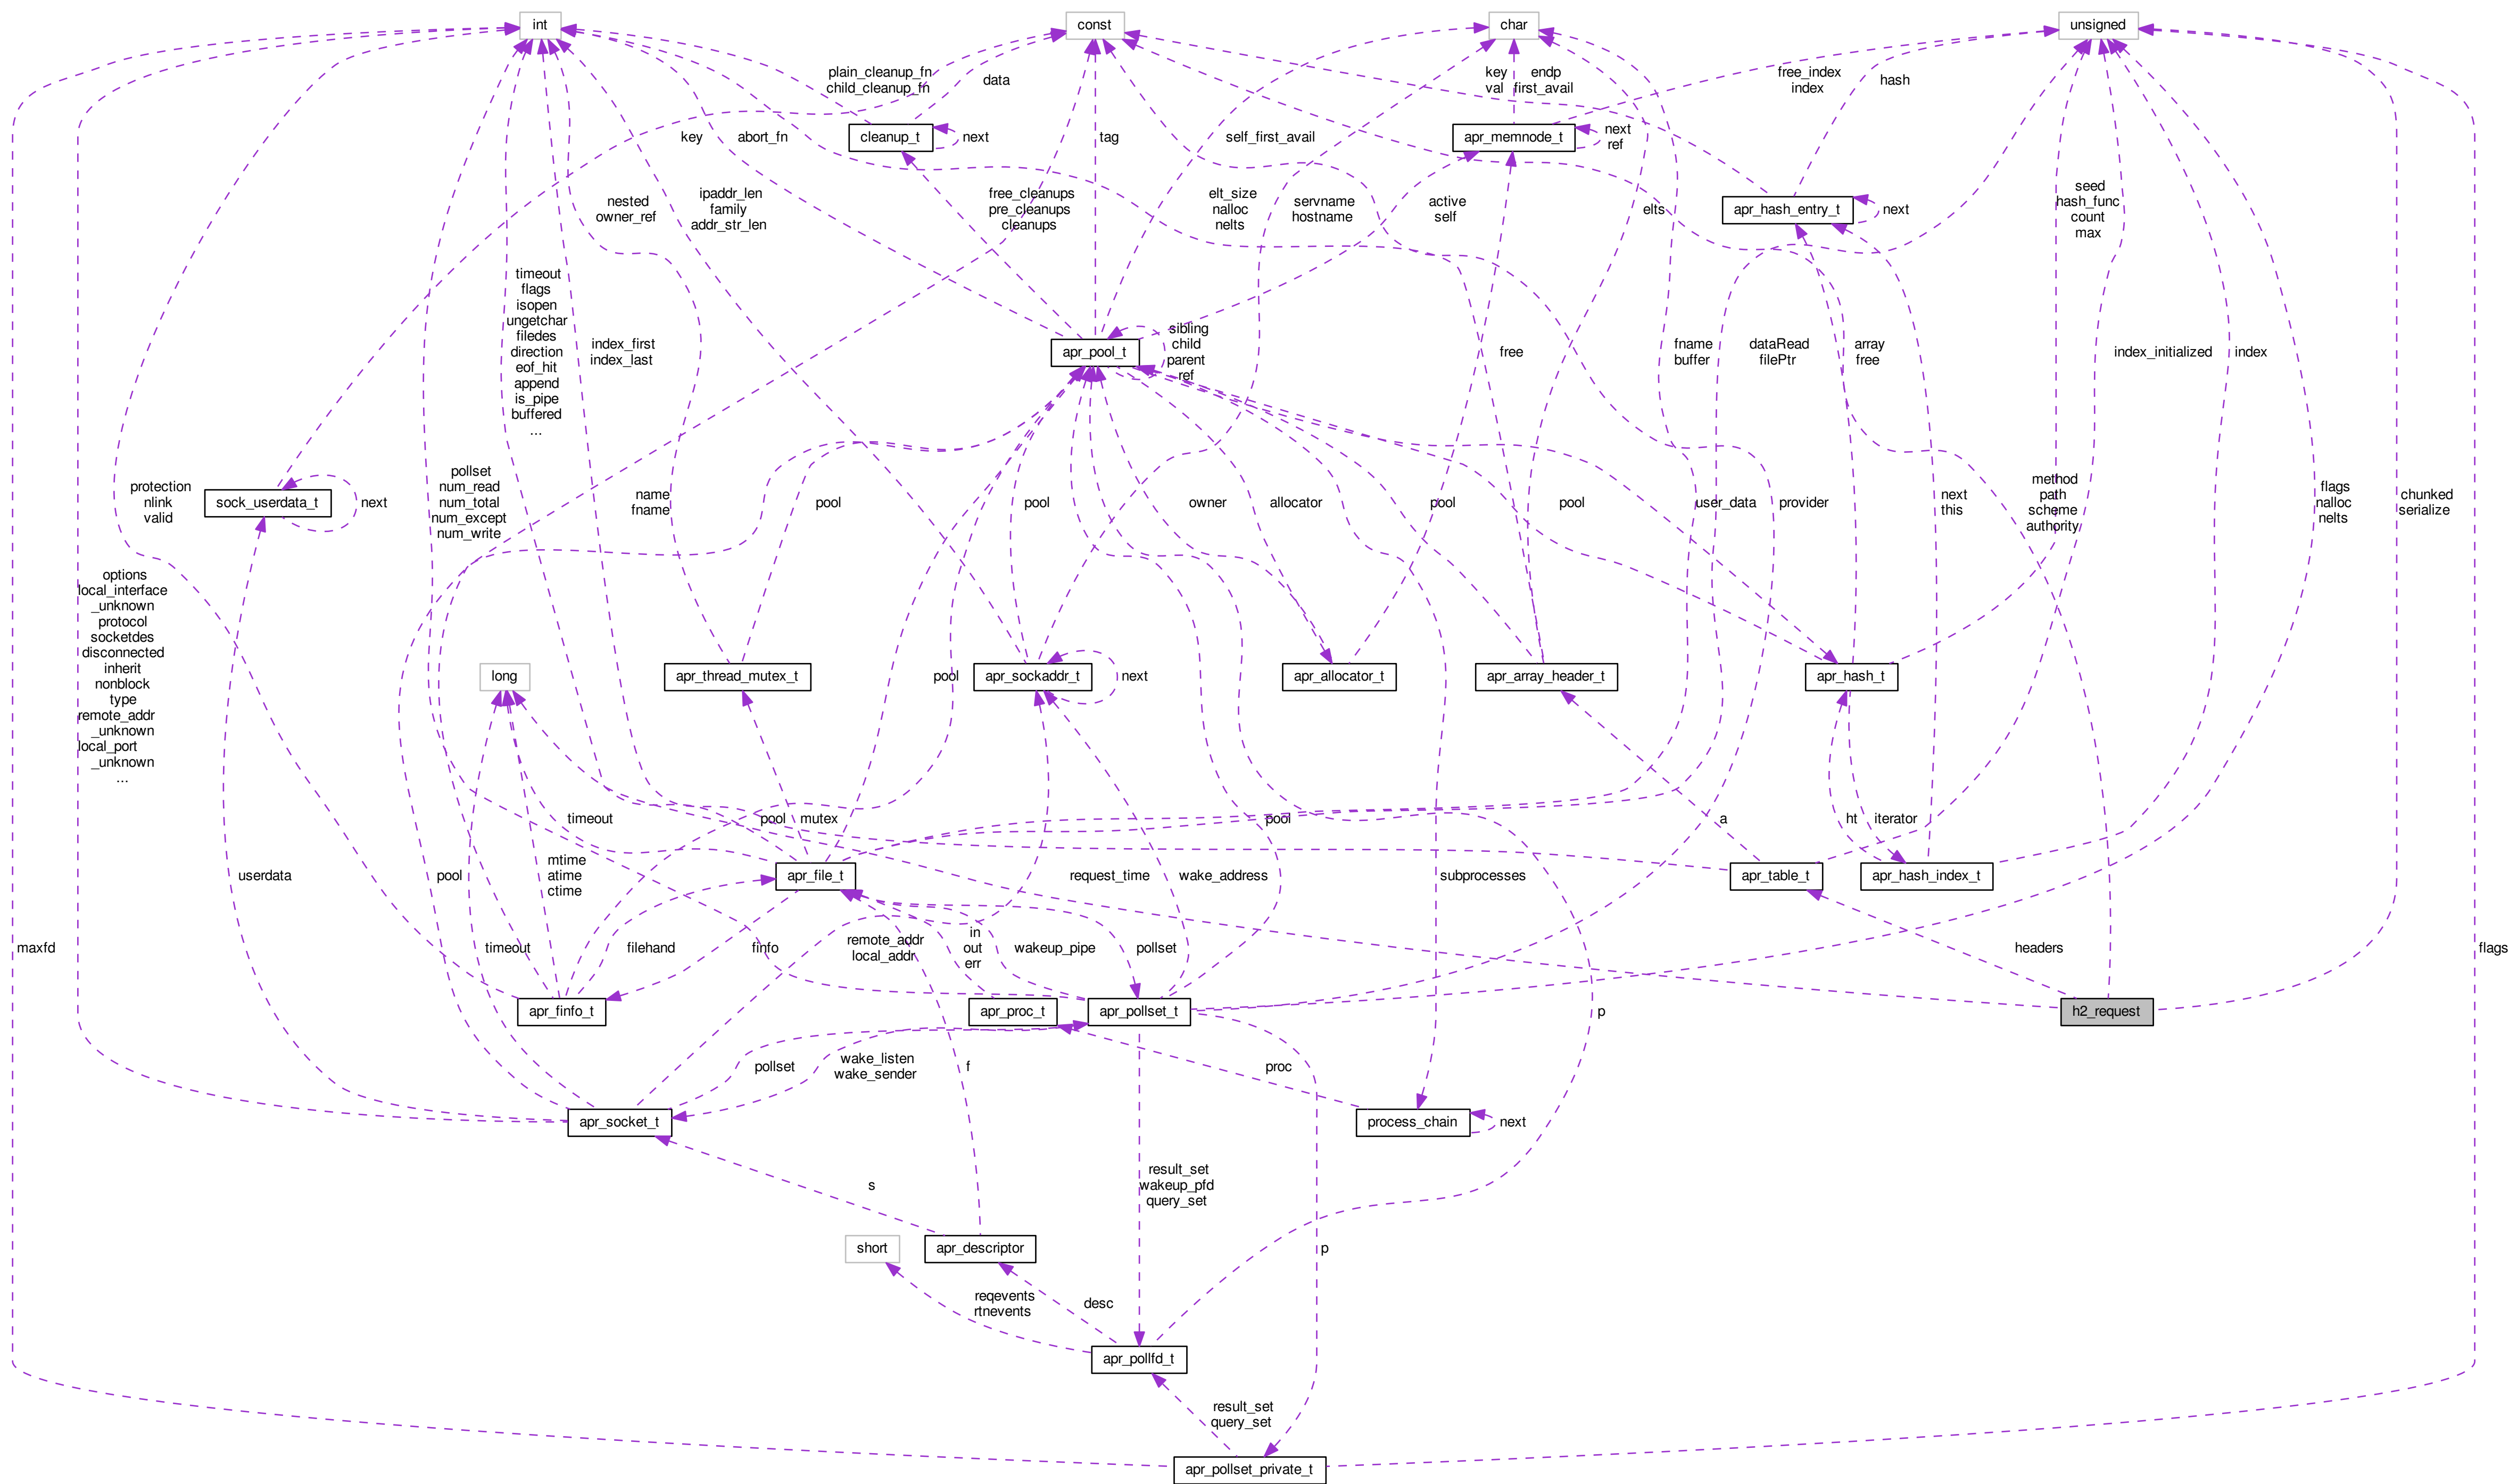 int
const
char
unsigned
plain_cleanup_fn
child_cleanup_fn
data
key
val
endp
first_avail
free_index
index
hash
cleanup_t
next
key
abort_fn
tag
self_first_avail
apr_memnode_t
next
ref
apr_hash_entry_t
next
seed
hash_func
count
max
nested
owner_ref
ipaddr_len
family
addr_str_len
free_cleanups
pre_cleanups
cleanups
elt_size
nalloc
nelts
servname
hostname
active
self
elts
timeout
flags
isopen
ungetchar
filedes
direction
eof_hit
append
is_pipe
buffered
...
index_first
index_last
apr_pool_t
sibling
child
parent
ref
free
fname
buffer
dataRead
filePtr
array
free
index_initialized
index
protection
nlink
valid
sock_userdata_t
next
pollset
num_read
num_total
num_except
num_write
name
fname
pool
pool
owner
allocator
pool
pool
user_data
provider
next
this
method
path
scheme
authority
flags
nalloc
nelts
chunked
serialize
options
local_interface
_unknown
protocol
socketdes
disconnected
inherit
nonblock
type
remote_addr
_unknown
local_port
_unknown
...
long
apr_thread_mutex_t
pool
apr_sockaddr_t
next
apr_allocator_t
apr_array_header_t
apr_hash_t
timeout
pool
mutex
pool
a
ht
iterator
userdata
pool
mtime
atime
ctime
apr_file_t
request_time
wake_address
subprocesses
apr_table_t
apr_hash_index_t
maxfd
timeout
filehand
finfo
remote_addr
local_addr
in
out
err
wakeup_pipe
pollset
headers
flags
apr_finfo_t
apr_proc_t
apr_pollset_t
p
h2_request
pollset
wake_listen
wake_sender
f
proc
apr_socket_t
process_chain
next
s
result_set
wakeup_pfd
query_set
short
apr_descriptor
p
reqevents
rtnevents
desc
apr_pollfd_t
result_set
query_set
apr_pollset_private_t